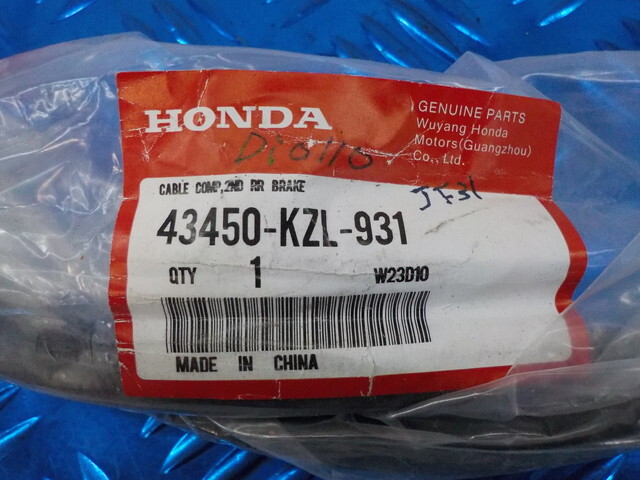 HONDA
GENUINE PARTS
Wuyang Honda
Motors(Guangzhou)
Co.,Ltd.
Dio110
CABLE COMP,2ND RR BRAKE
JF31
43450-KZL-931
QTY 1 W23D10
MADE IN CHINA